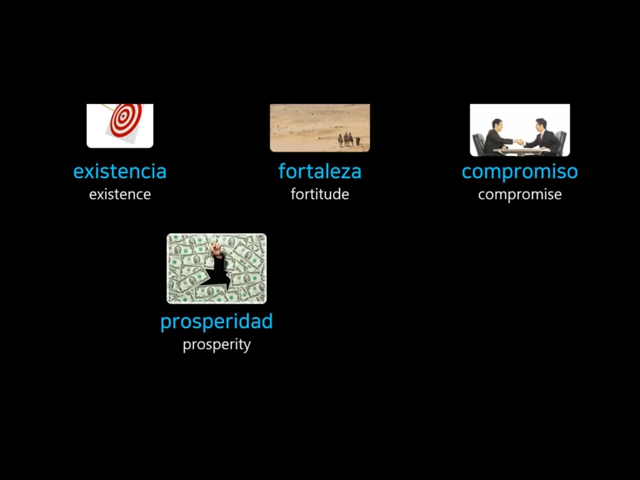 existencia
existence
fortaleza
fortitude
compromiso
compromise
prosperidad
prosperity